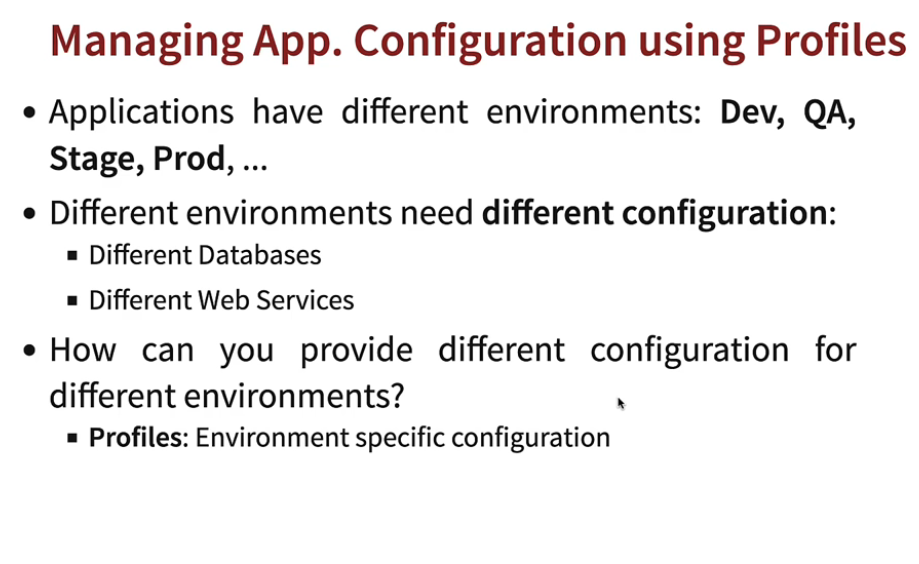 Managing App. Configuration using Profiles
• Applications have different environments: Dev, QA,
Stage, Prod, ...
• Different environments need different configuration:
▪ Different Databases
▪ Different Web Services
• How can you provide different configuration for
different environments?
▪ Profiles: Environment specific configuration